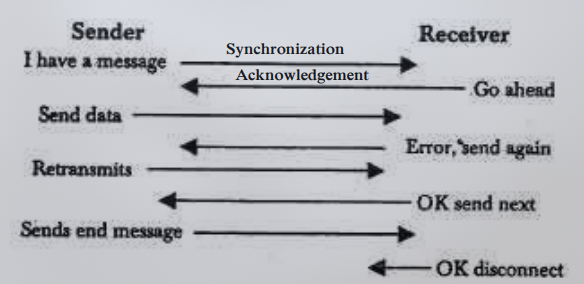 Sender
Receiver
Synchronization
I have a message
Acknowledgement
Go ahead
Send data
Error, send again
Retransmits
OK send next
Sends end message
OK disconnect